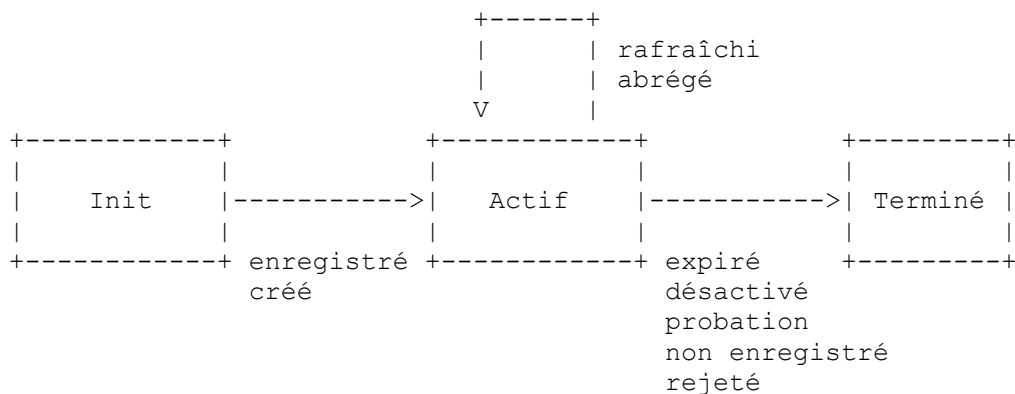 rafraîchi
abrégé
Init
Actif
Terminé
enregistré
créé
expiré
désactivé
probation
non enregistré
rejeté